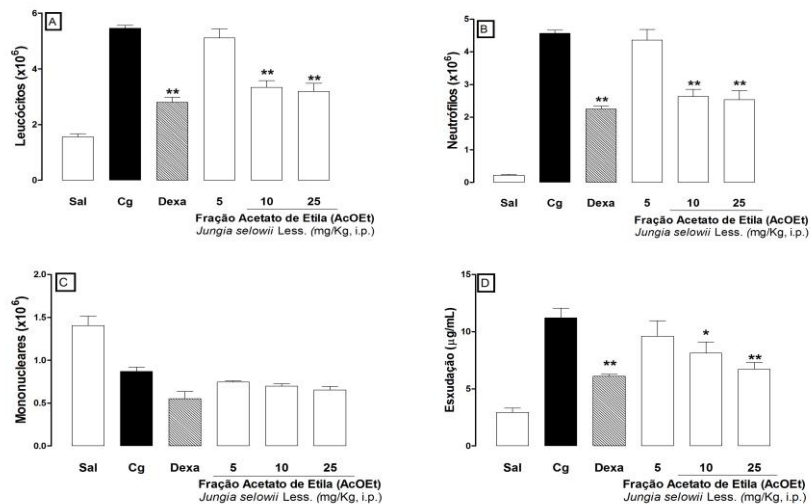 A
Leucócitos (x10⁶)
6
4
2
0
**
**
**
Sal
Cg
Dexa
5
10
25
Fração Acetato de Etila (AcOEt)
Jungia selowii Less. (mg/Kg, i.p.)
B
Neutrófilos (x10⁶)
5
4
3
2
1
0
**
**
**
Sal
Cg
Dexa
5
10
25
Fração Acetato de Etila (AcOEt)
Jungia selowii Less. (mg/Kg, i.p.)
C
Mononucleares (x10⁶)
2.0
1.5
1.0
0.5
0.0
Sal
Cg
Dexa
5
10
25
Fração Acetato de Etila (AcOEt)
Jungia selowii Less. (mg/Kg, i.p.)
D
Esxudação (µg/mL)
15
10
5
0
**
*
**
Sal
Cg
Dexa
5
10
25
Fração Acetato de Etila (AcOEt)
Jungia selowii Less. (mg/Kg, i.p.)